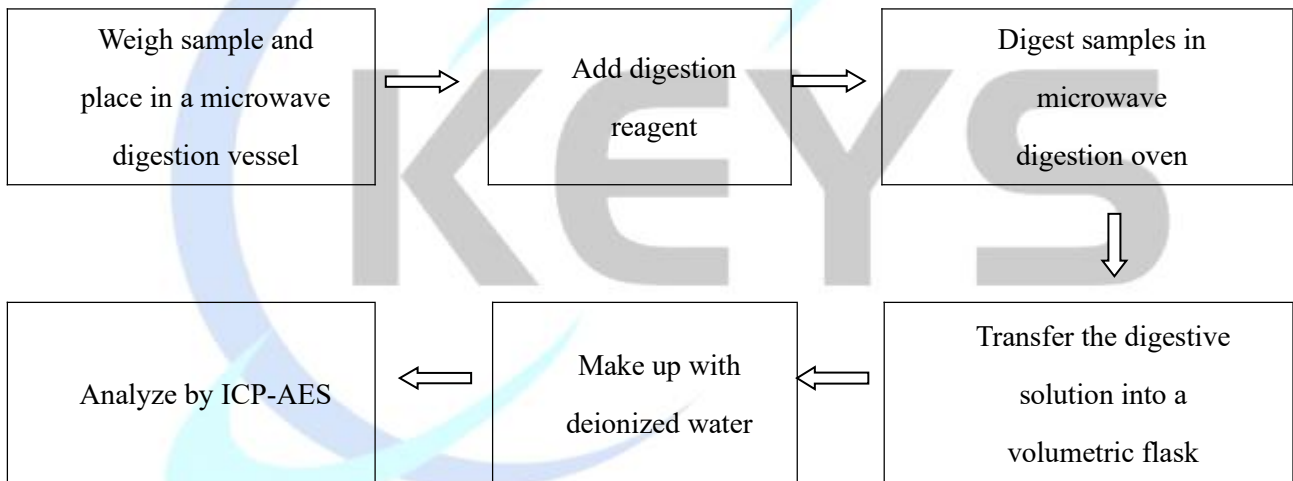 Weigh sample and
place in a microwave
digestion vessel
Add digestion
reagent
Digest samples in
microwave
digestion oven
KEYS
Transfer the digestive
solution into a
volumetric flask
Make up with
deionized water
Analyze by ICP-AES